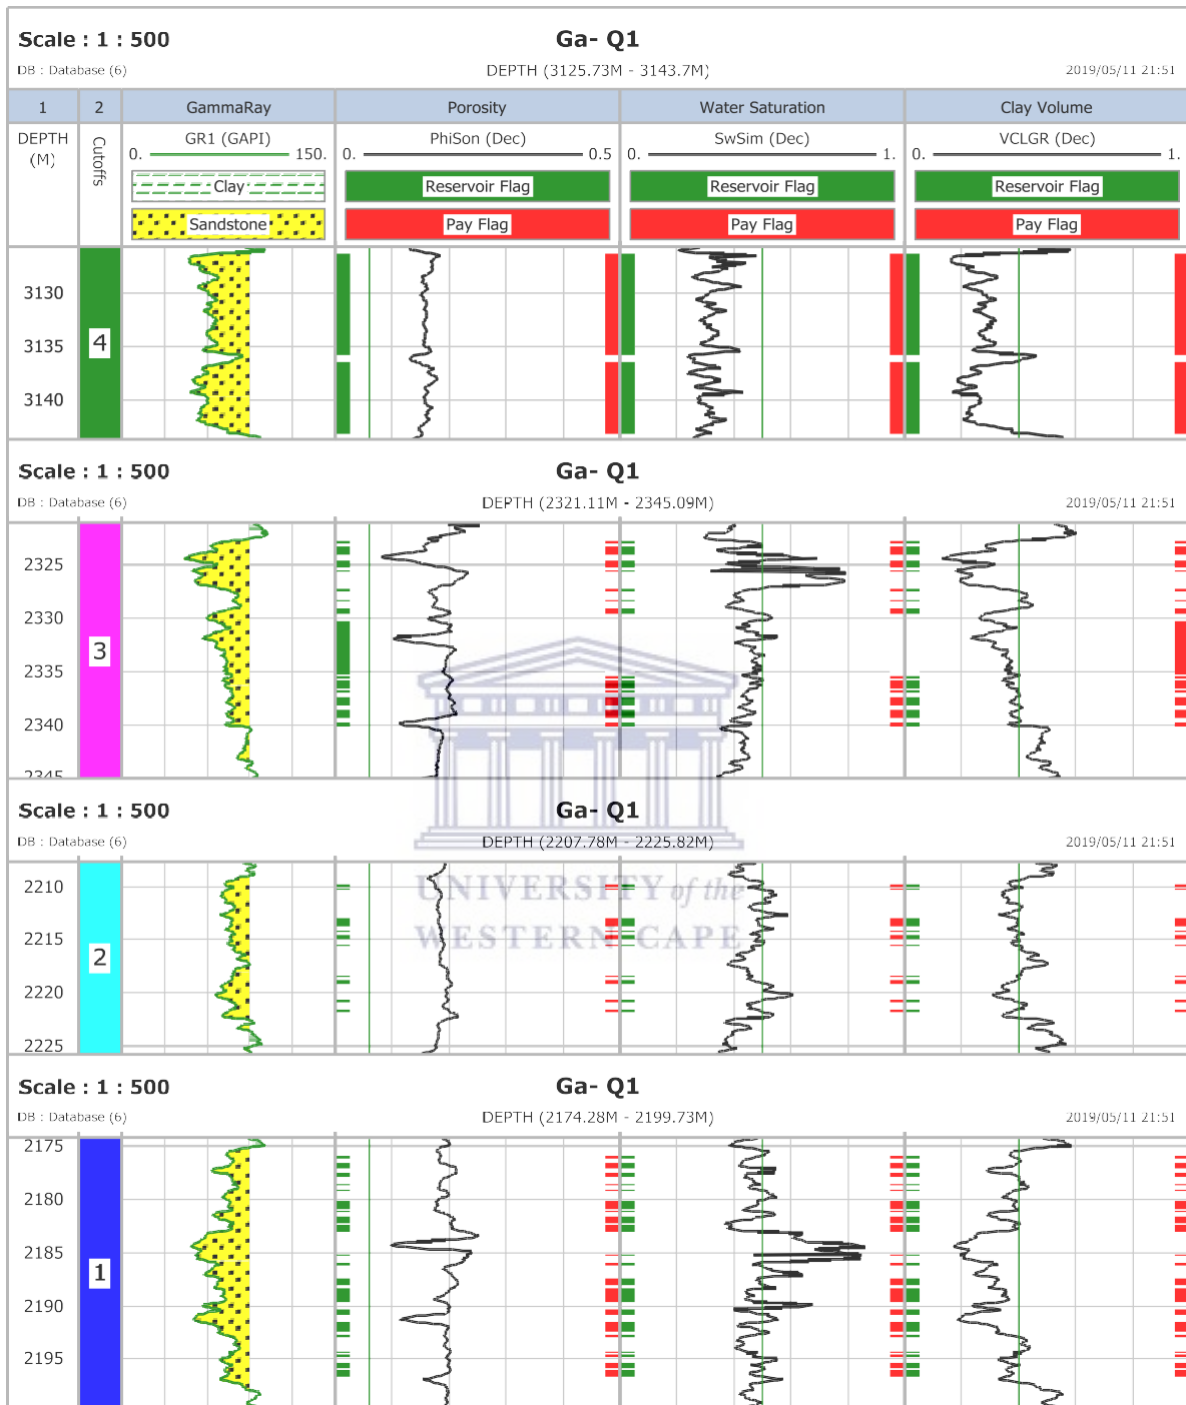 Scale : 1 : 500 Ga- Q1
DB : Database (6) DEPTH (3125.73M - 3143.7M) 2019/05/11 21:51
1 2 GammaRay Porosity Water Saturation Clay Volume
DEPTH (M) Cutoffs GR1 (GAPI) PhiSon (Dec) SwSim (Dec) VCLGR (Dec)
0. 150. 0. 0.5 0. 1. 0. 1.
Clay Reservoir Flag Reservoir Flag Reservoir Flag
Sandstone Pay Flag Pay Flag Pay Flag
3130
3135 4
3140
Scale : 1 : 500 Ga- Q1
DB : Database (6) DEPTH (2321.11M - 2345.09M) 2019/05/11 21:51
2325
2330
3
2335
2340
2345
Scale : 1 : 500 Ga- Q1
DB : Database (6) DEPTH (2207.78M - 2225.82M) 2019/05/11 21:51
2210
UNIVERSITY of the
2215
WESTERN CAPE
2
2220
2225
Scale : 1 : 500 Ga- Q1
DB : Database (6) DEPTH (2174.28M - 2199.73M) 2019/05/11 21:51
2175
2180
2185
1
2190
2195